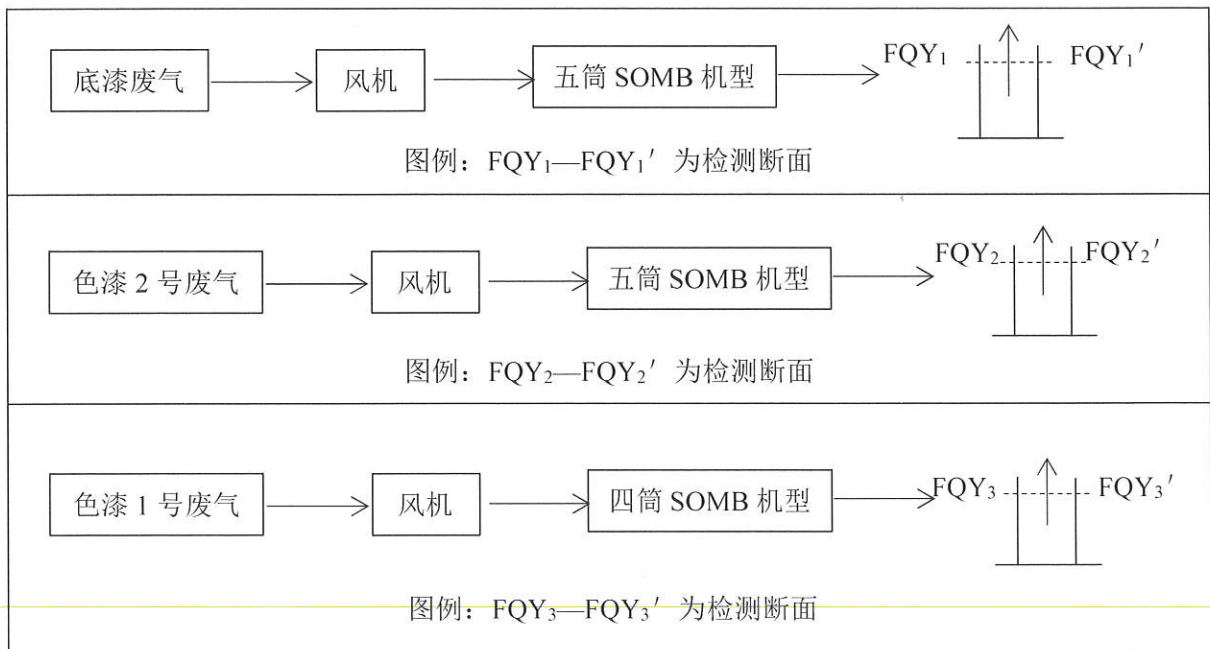 底漆废气 风机 五筒 SOMB 机型 FQY₁ FQY₁′
图例：FQY₁—FQY₁′ 为检测断面
色漆 2 号废气 风机 五筒 SOMB 机型 FQY₂ FQY₂′
图例：FQY₂—FQY₂′ 为检测断面
色漆 1 号废气 风机 四筒 SOMB 机型 FQY₃ FQY₃′
图例：FQY₃—FQY₃′ 为检测断面